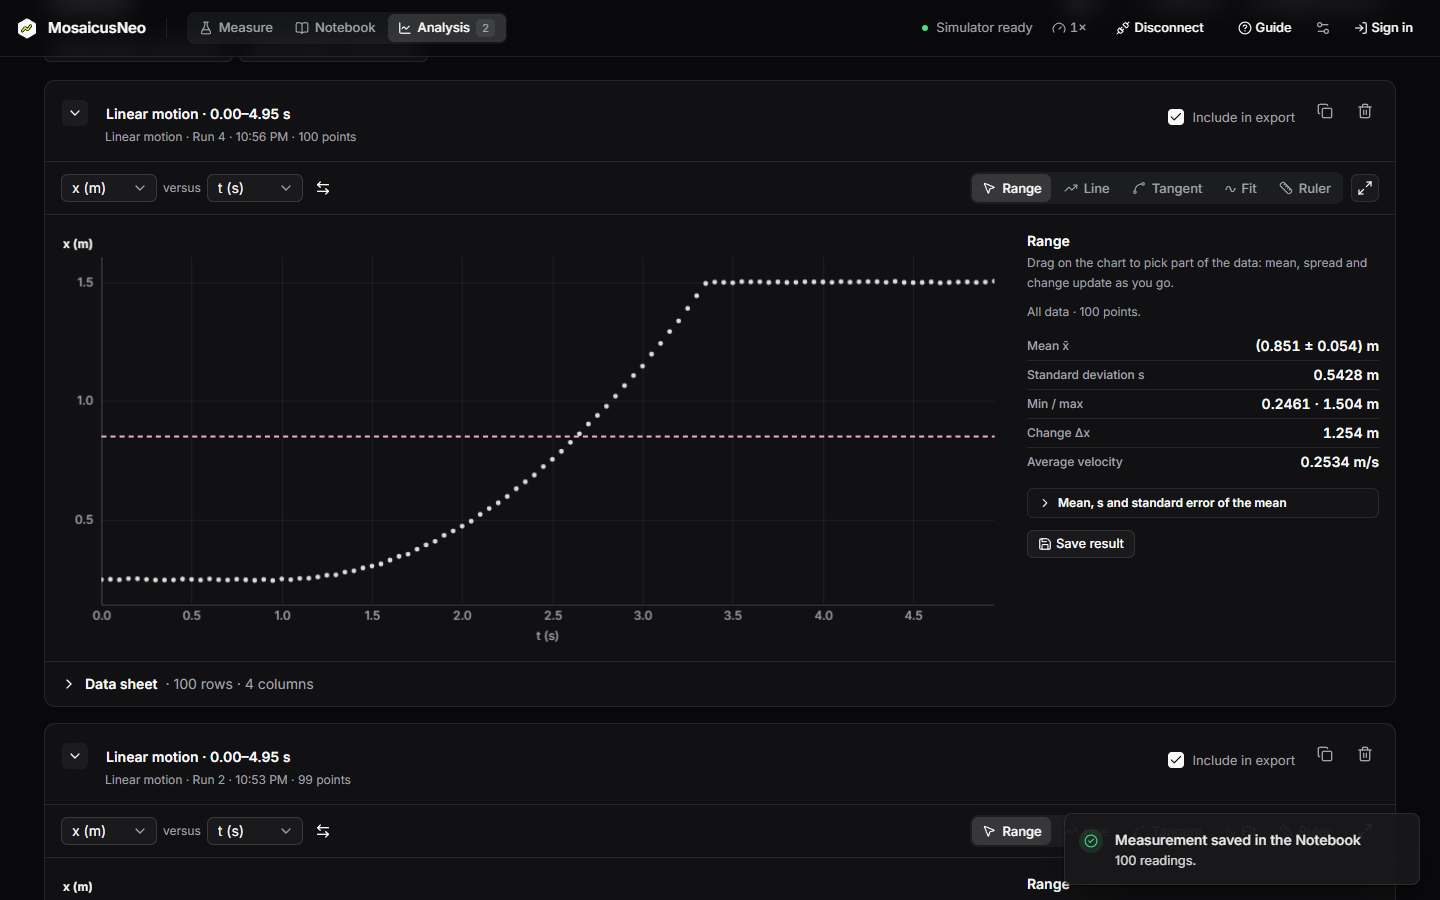 MosaicusNeo
Measure
Notebook
Analysis 2
Simulator ready
1×
Disconnect
Guide
Sign in
Linear motion · 0.00–4.95 s
Linear motion · Run 4 · 10:56 PM · 100 points
Include in export
x (m) versus t (s)
Range
Line
Tangent
Fit
Ruler
x (m)
1.5
1.0
0.5
0.0 0.5 1.0 1.5 2.0 2.5 3.0 3.5 4.0 4.5
t (s)
Range
Drag on the chart to pick part of the data: mean, spread and
change update as you go.
All data · 100 points.
Mean x̄ (0.851 ± 0.054) m
Standard deviation s 0.5428 m
Min / max 0.2461 · 1.504 m
Change Δx 1.254 m
Average velocity 0.2534 m/s
Mean, s and standard error of the mean
Save result
Data sheet · 100 rows · 4 columns
Linear motion · 0.00–4.95 s
Linear motion · Run 2 · 10:53 PM · 99 points
Include in export
x (m) versus t (s)
Range
x (m)
Range
Measurement saved in the Notebook
100 readings.